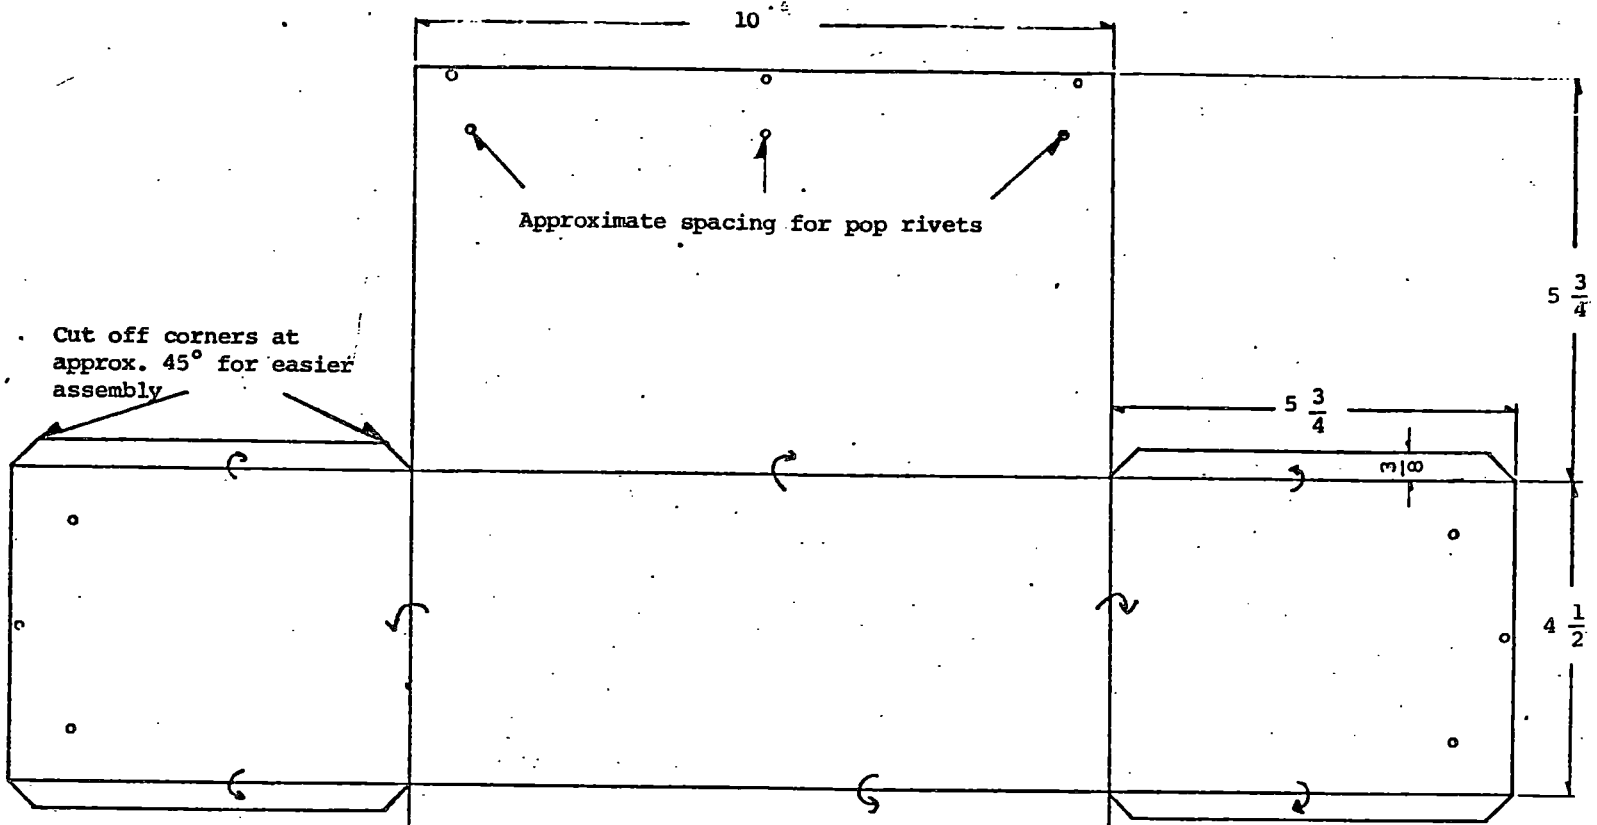 10
Approximate spacing for pop rivets
5 3/4
Cut off corners at
approx. 45° for easier
assembly
5 3/4
3/8
4 1/2